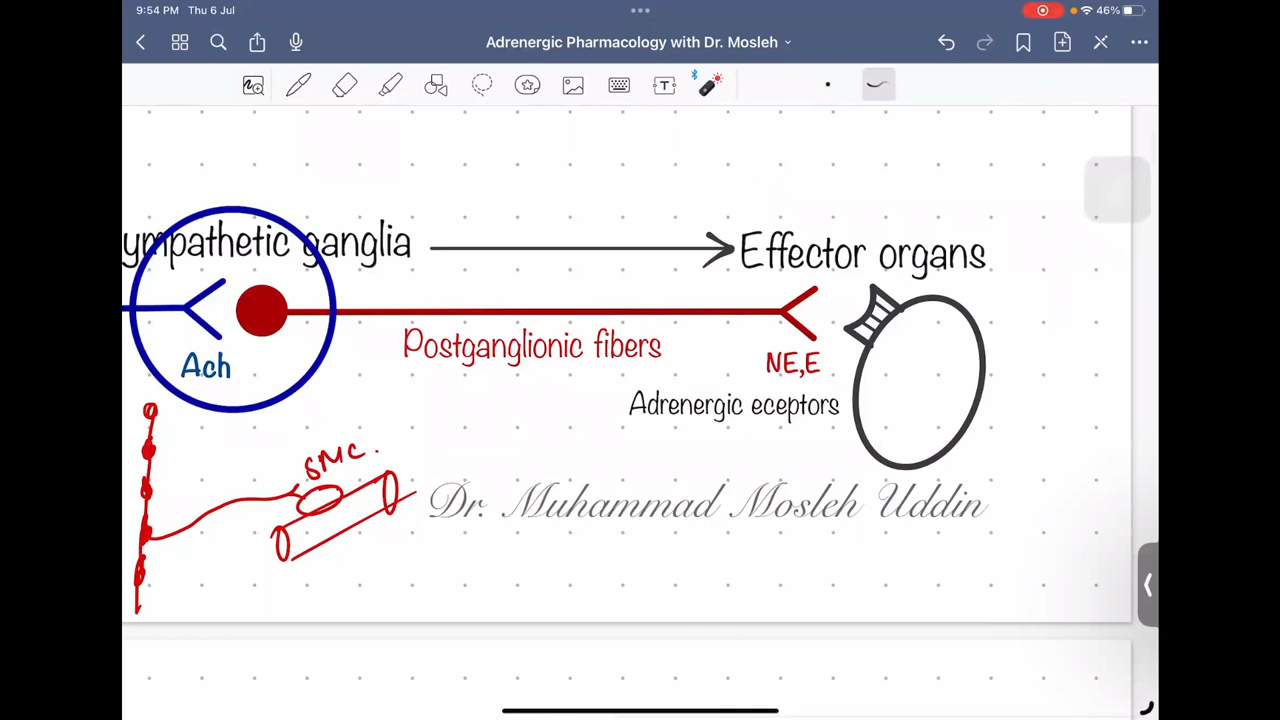 9:54 PM Thu 6 Jul
46%
Adrenergic Pharmacology with Dr. Mosleh
T
ympathetic ganglia
Effector organs
Postganglionic fibers
Ach
NE,E
Adrenergic eceptors
SMC.
Dr. Muhammad Mosleh Uddin